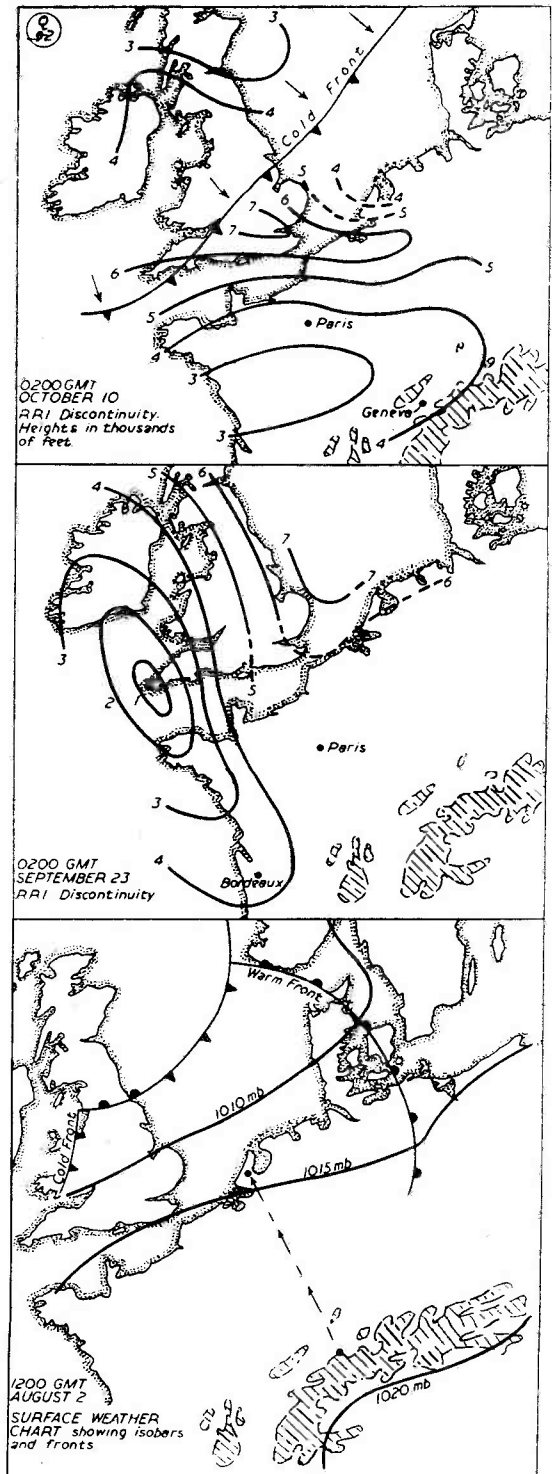 3
3
4
4
Cold Front
5
4
4
5
6
7
7
6
5
5
Paris
4
3
3
Geneva
4
0200 GMT
OCTOBER 10
RRI Discontinuity.
Heights in thousands
of feet.
4
5
6
7
7
6
3
2
1
5
Paris
3
4
Bordeaux
0200 GMT
SEPTEMBER 23
RRI Discontinuity
Warm Front
Cold Front
1010 mb
1015 mb
1020 mb
1200 GMT
AUGUST 2
SURFACE WEATHER
CHART showing isobars
and fronts